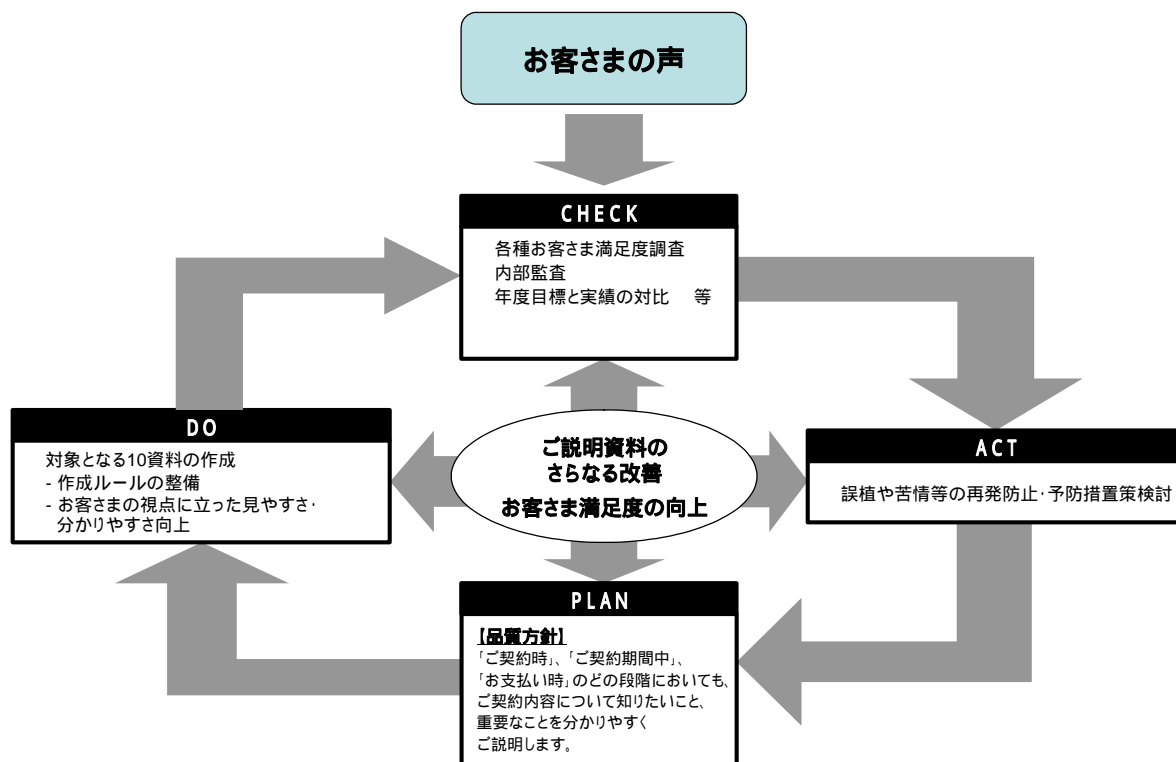 お客さまの声
CHECK
各種お客さま満足度調査
内部監査
年度目標と実績の対比　等
DO
対象となる10資料の作成
- 作成ルールの整備
- お客さまの視点に立った見やすさ・
分かりやすさ向上
ご説明資料の
さらなる改善
お客さま満足度の向上
ACT
誤植や苦情等の再発防止・予防措置策検討
PLAN
【品質方針】
「ご契約時」、「ご契約期間中」、
「お支払い時」のどの段階においても、
ご契約内容について知りたいこと、
重要なことを分かりやすく
ご説明します。